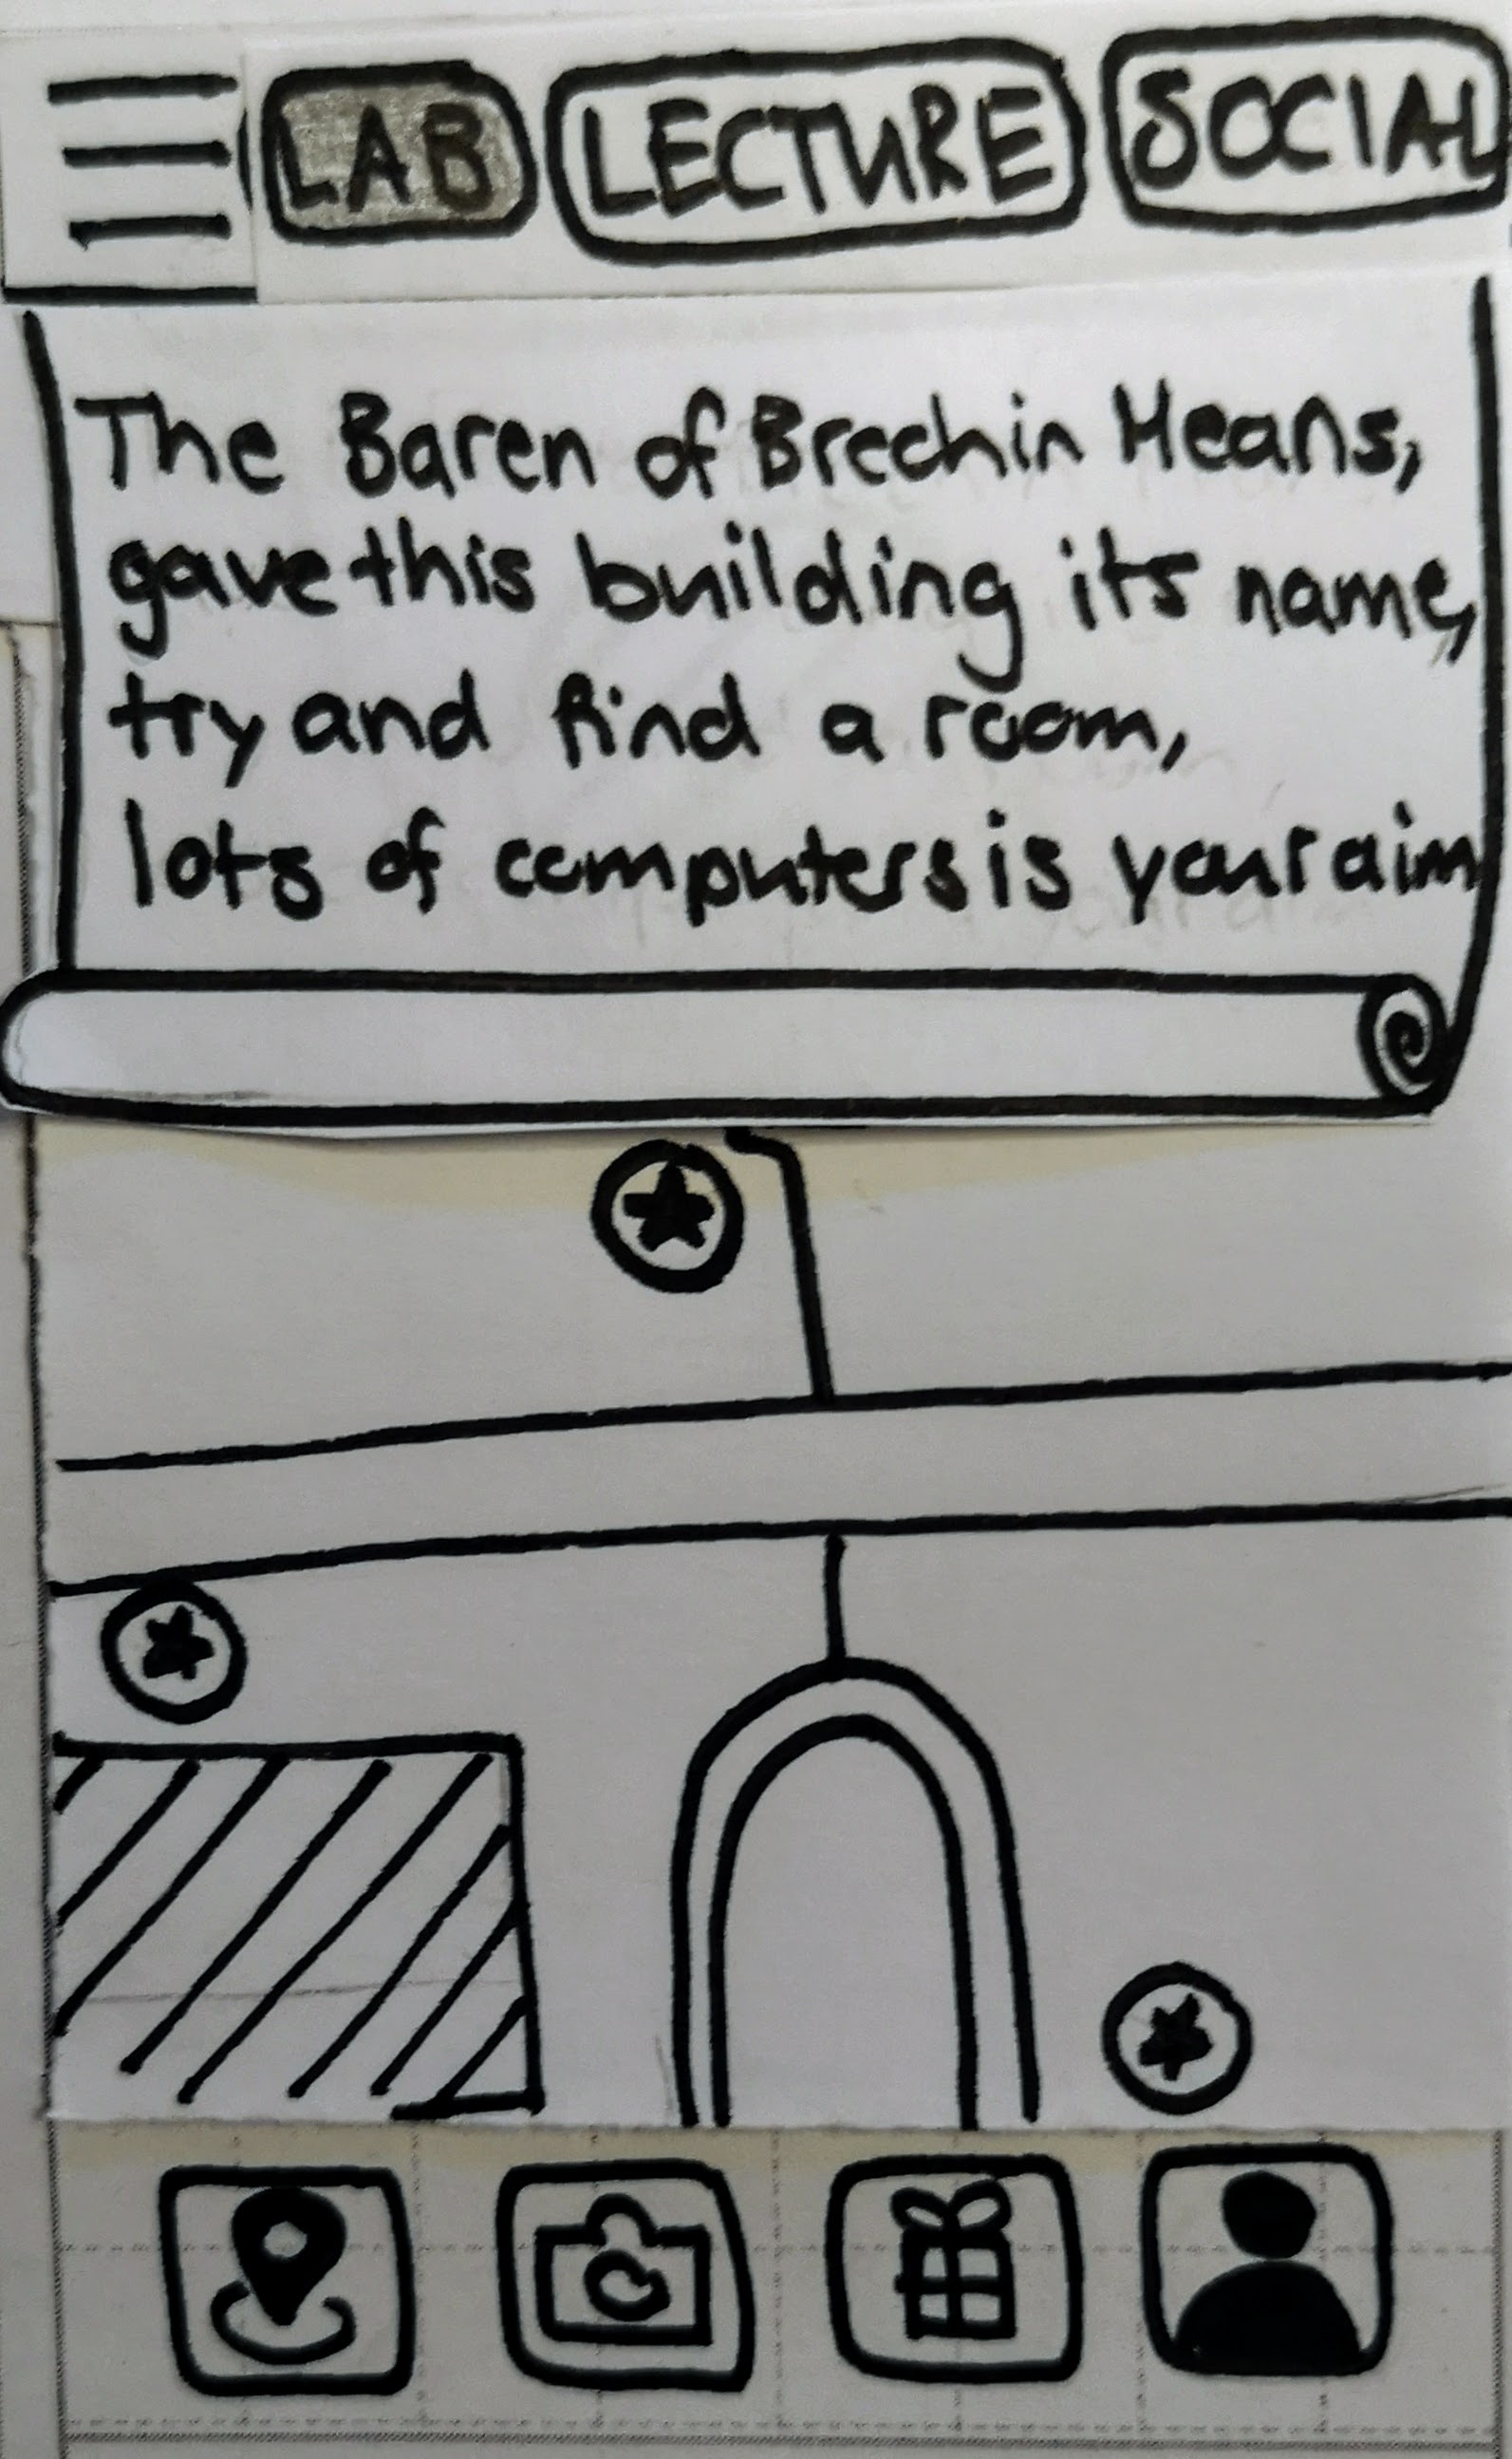 LAB LECTURE SOCIAL
The Baren of Brechin Means,
gave this building its name,
try and find a room,
lots of computers is your aim